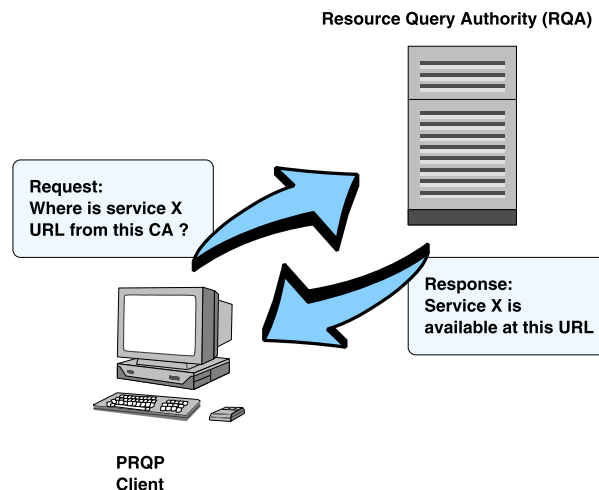 Resource Query Authority (RQA)
Request:
Where is service X
URL from this CA ?
Response:
Service X is
available at this URL
PRQP
Client